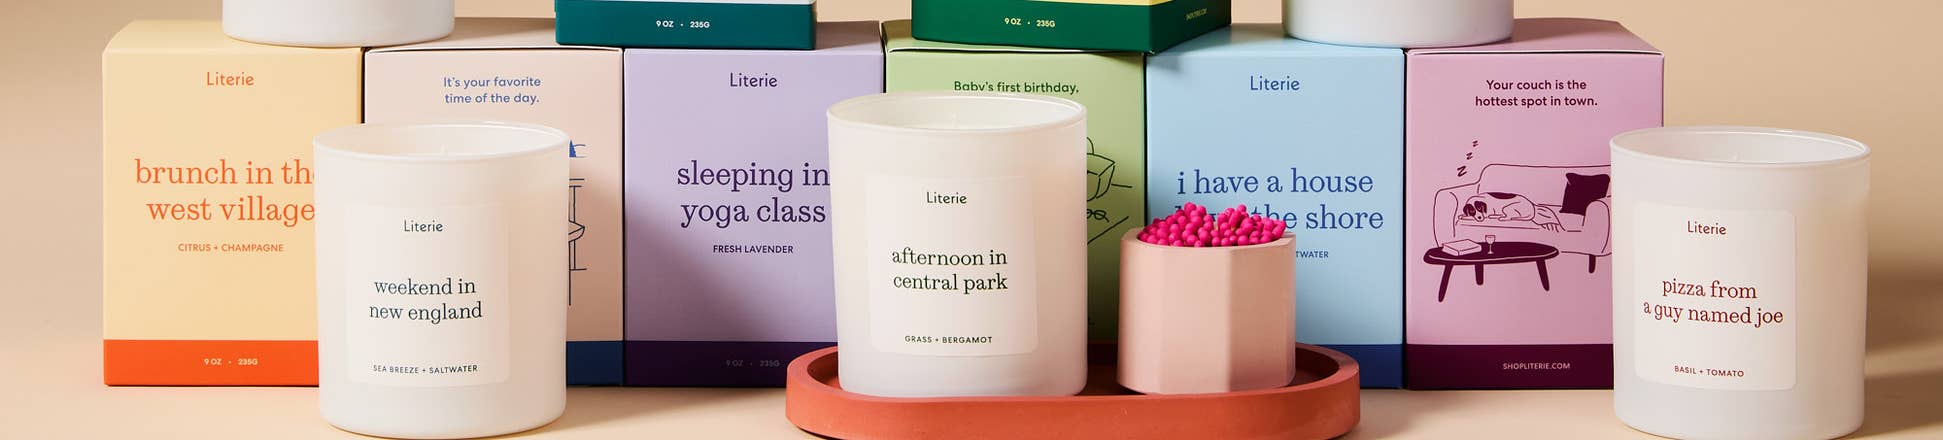 9 OZ · 235G
9 OZ · 235G
Literie
brunch in th
west village
CITRUS + CHAMPAGNE
9 OZ · 235G
It's your favorite
time of the day.
Literie
weekend in
new england
SEA BREEZE + SALTWATER
Literie
sleeping in
yoga class
FRESH LAVENDER
9 OZ · 235G
Baby's first birthday,
Literie
afternoon in
central park
GRASS + BERGAMOT
Literie
i have a house
the shore
TWATER
Your couch is the
hottest spot in town.
z
z
z
SHOPLITERIE.COM
Literie
pizza from
a guy named joe
BASIL + TOMATO